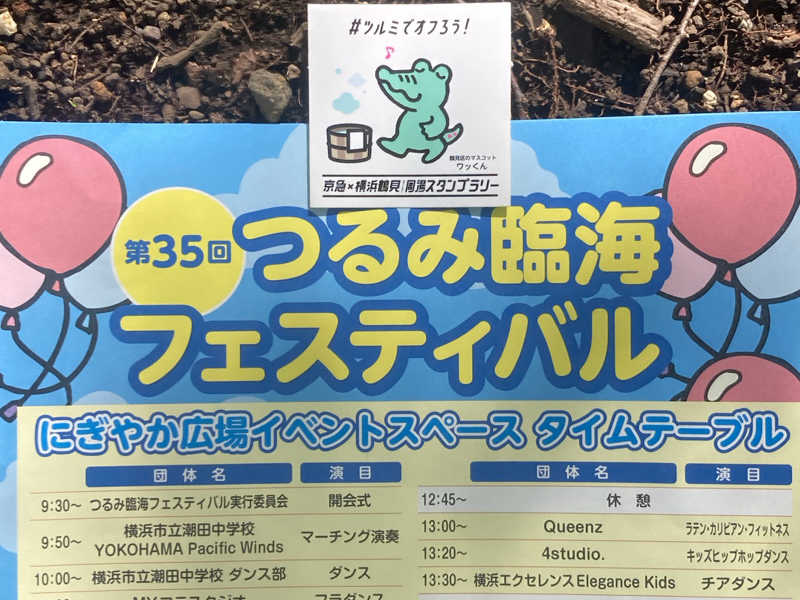 #ツルミでオフろう!
鶴見区のマスコット
ワッくん
京急×横浜鶴見 風湯スタンプラリー
第35回
つるみ臨海
フェスティバル
にぎやか広場イベントスペース タイムテーブル
団体名 演目
9:30～ つるみ臨海フェスティバル実行委員会 開会式
9:50～ 横浜市立潮田中学校 YOKOHAMA Pacific Winds マーチング演奏
10:00～ 横浜市立潮田中学校 ダンス部 ダンス
フラダンス
団体名 演目
12:45～ 休憩
13:00～ Queenz ラテン・カリビアン・フィットネス
13:20～ 4studio. キッズヒップホップダンス
13:30～ 横浜エクセレンス Elegance Kids チアダンス